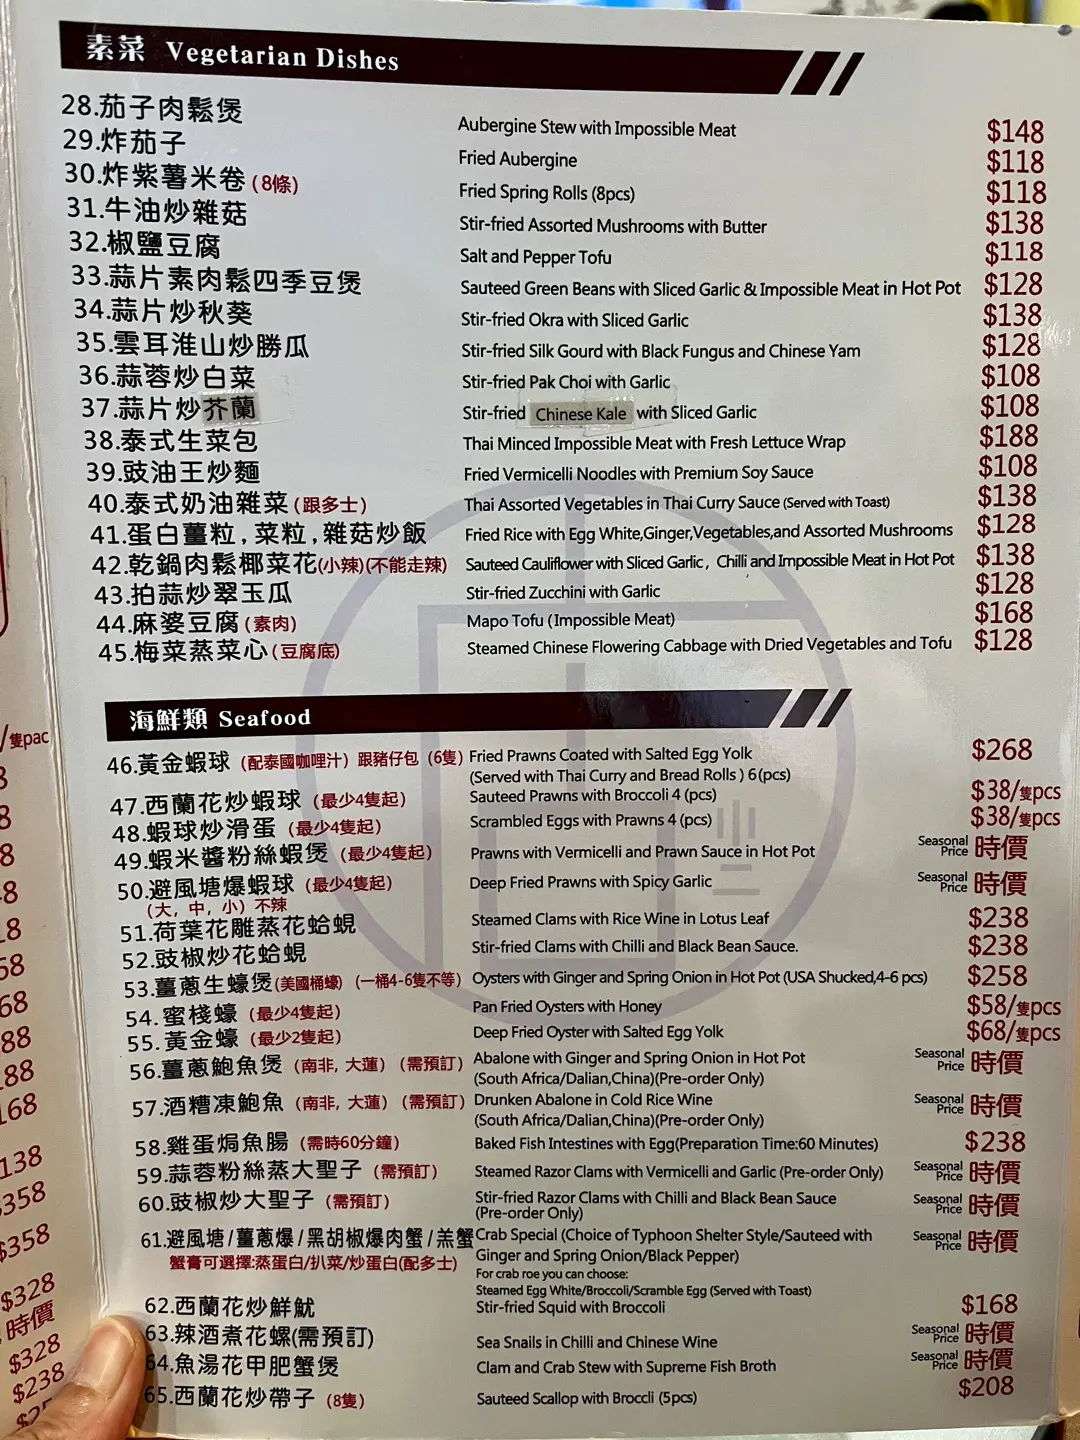 素菜 Vegetarian Dishes
28.茄子肉鬆煲 Aubergine Stew with Impossible Meat $148
29.炸茄子 Fried Aubergine $118
30.炸紫薯米卷 (8條) Fried Spring Rolls (8pcs) $118
31.牛油炒雜菇 Stir-fried Assorted Mushrooms with Butter $138
32.椒鹽豆腐 Salt and Pepper Tofu $118
33.蒜片素肉鬆四季豆煲 Sauteed Green Beans with Sliced Garlic & Impossible Meat in Hot Pot $128
34.蒜片炒秋葵 Stir-fried Okra with Sliced Garlic $138
35.雲耳淮山炒勝瓜 Stir-fried Silk Gourd with Black Fungus and Chinese Yam $128
36.蒜蓉炒白菜 Stir-fried Pak Choi with Garlic $108
37.蒜片炒芥蘭 Stir-fried Chinese Kale with Sliced Garlic $108
38.泰式生菜包 Thai Minced Impossible Meat with Fresh Lettuce Wrap $188
39.豉油王炒麵 Fried Vermicelli Noodles with Premium Soy Sauce $108
40.泰式奶油雜菜 (跟多士) Thai Assorted Vegetables in Thai Curry Sauce (Served with Toast) $138
41.蛋白薑粒,菜粒,雜菇炒飯 Fried Rice with Egg White,Ginger,Vegetables,and Assorted Mushrooms $128
42.乾鍋肉鬆椰菜花(小辣)(不能走辣) Sauteed Cauliflower with Sliced Garlic, Chilli and Impossible Meat in Hot Pot $138
43.拍蒜炒翠玉瓜 Stir-fried Zucchini with Garlic $128
44.麻婆豆腐 (素肉) Mapo Tofu (Impossible Meat) $168
45.梅菜蒸菜心 (豆腐底) Steamed Chinese Flowering Cabbage with Dried Vegetables and Tofu $128
海鮮類 Seafood
46.黃金蝦球 (配泰國咖哩汁) 跟豬仔包 (6隻) Fried Prawns Coated with Salted Egg Yolk $268
(Served with Thai Curry and Bread Rolls) 6(pcs)
47.西蘭花炒蝦球 (最少4隻起) Sauteed Prawns with Broccoli 4 (pcs) $38/隻pcs
48.蝦球炒滑蛋 (最少4隻起) Scrambled Eggs with Prawns 4 (pcs) $38/隻pcs
49.蝦米醬粉絲蝦煲 (最少4隻起) Prawns with Vermicelli and Prawn Sauce in Hot Pot Seasonal Price 時價
50.避風塘爆蝦球 (最少4隻起) Deep Fried Prawns with Spicy Garlic Seasonal Price 時價
(大, 中, 小) 不辣
51.荷葉花雕蒸花蛤蜆 Steamed Clams with Rice Wine in Lotus Leaf $238
52.豉椒炒花蛤蜆 Stir-fried Clams with Chilli and Black Bean Sauce. $238
53.薑蔥生蠔煲(美國桶蠔) (一桶4-6隻不等) Oysters with Ginger and Spring Onion in Hot Pot (USA Shucked,4-6 pcs) $258
54. 蜜棧蠔 (最少4隻起) Pan Fried Oysters with Honey $58/隻pcs
55. 黃金蠔 (最少2隻起) Deep Fried Oyster with Salted Egg Yolk $68/隻pcs
56.薑蔥鮑魚煲 (南非, 大蓮) (需預訂) Abalone with Ginger and Spring Onion in Hot Pot Seasonal Price 時價
(South Africa/Dalian,China)(Pre-order Only)
57.酒糟凍鮑魚 (南非, 大蓮) (需預訂) Drunken Abalone in Cold Rice Wine Seasonal Price 時價
(South Africa/Dalian,China)(Pre-order Only)
58.雞蛋焗魚腸 (需時60分鐘) Baked Fish Intestines with Egg(Preparation Time:60 Minutes) $238
59.蒜蓉粉絲蒸大聖子 (需預訂) Steamed Razor Clams with Vermicelli and Garlic (Pre-order Only) Seasonal Price 時價
60.豉椒炒大聖子 (需預訂) Stir-fried Razor Clams with Chilli and Black Bean Sauce Seasonal Price 時價
(Pre-order Only)
61.避風塘/薑蔥爆/黑胡椒爆肉蟹/羔蟹 Crab Special (Choice of Typhoon Shelter Style/Sauteed with Seasonal Price 時價
蟹膏可選擇:蒸蛋白/扒菜/炒蛋白(配多士) Ginger and Spring Onion/Black Pepper)
For crab roe you can choose:
Steamed Egg White/Broccoli/Scramble Egg (Served with Toast)
62.西蘭花炒鮮魷 Stir-fried Squid with Broccoli $168
63.辣酒煮花螺(需預訂) Sea Snails in Chilli and Chinese Wine Seasonal Price 時價
64.魚湯花甲肥蟹煲 Clam and Crab Stew with Supreme Fish Broth Seasonal Price 時價
65.西蘭花炒帶子 (8隻) Sauteed Scallop with Broccli (5pcs) $208
/隻pac
168
138
$358
$358
$328
時價
$328
$238